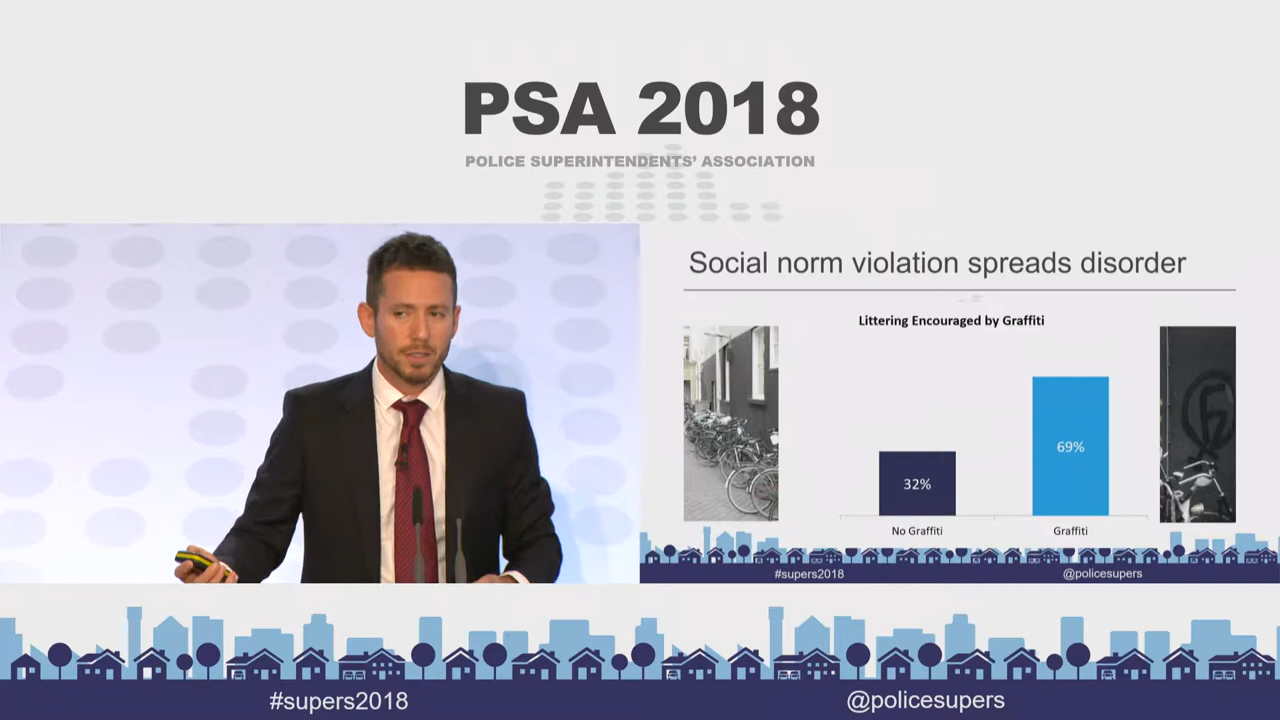 PSA 2018
POLICE SUPERINTENDENTS' ASSOCIATION
Social norm violation spreads disorder
Littering Encouraged by Graffiti
32%
69%
No Graffiti
Graffiti
#supers2018
@policesupers
#supers2018
@policesupers